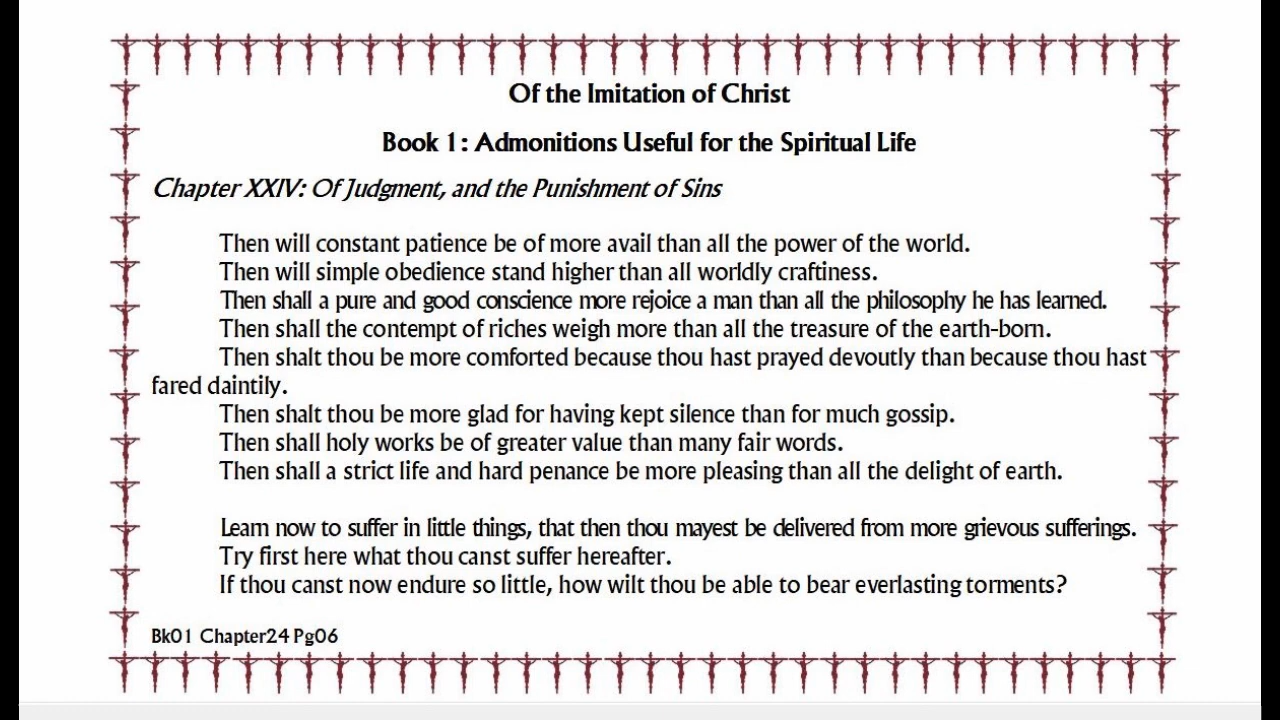 Of the Imitation of Christ
Book 1: Admonitions Useful for the Spiritual Life
Chapter XXIV: Of Judgment, and the Punishment of Sins
Then will constant patience be of more avail than all the power of the world.
Then will simple obedience stand higher than all worldly craftiness.
Then shall a pure and good conscience more rejoice a man than all the philosophy he has learned.
Then shall the contempt of riches weigh more than all the treasure of the earth-born.
Then shalt thou be more comforted because thou hast prayed devoutly than because thou hast
fared daintily.
Then shalt thou be more glad for having kept silence than for much gossip.
Then shall holy works be of greater value than many fair words.
Then shall a strict life and hard penance be more pleasing than all the delight of earth.
Learn now to suffer in little things, that then thou mayest be delivered from more grievous sufferings.
Try first here what thou canst suffer hereafter.
If thou canst now endure so little, how wilt thou be able to bear everlasting torments?
Bk01 Chapter24 Pg06